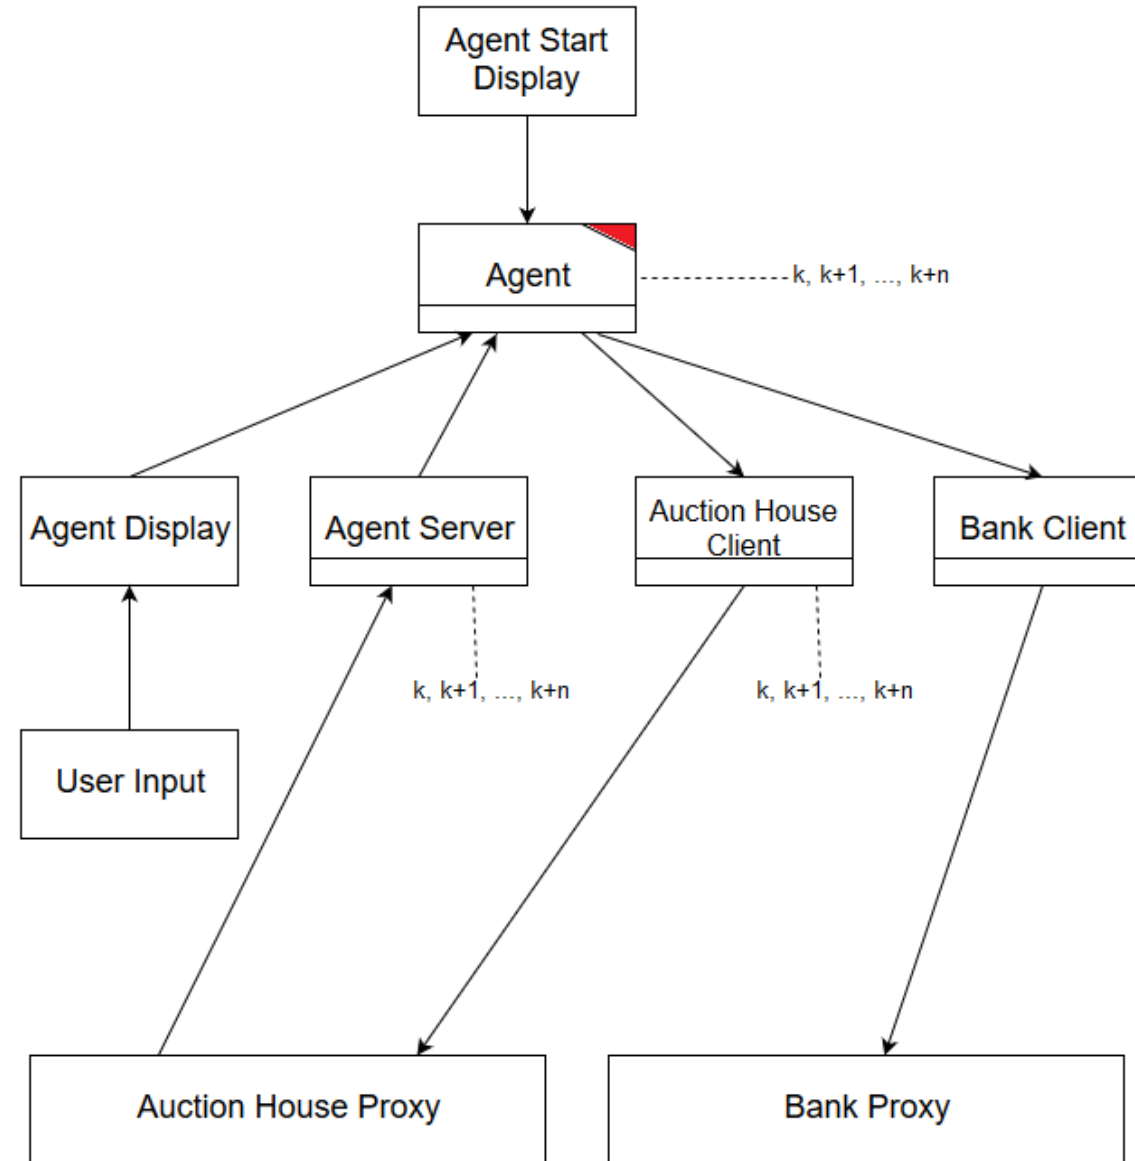 Agent Start
Display
Agent
k, k+1, ..., k+n
Agent Display
Agent Server
Auction House
Client
Bank Client
k, k+1, ..., k+n
k, k+1, ..., k+n
User Input
Auction House Proxy
Bank Proxy